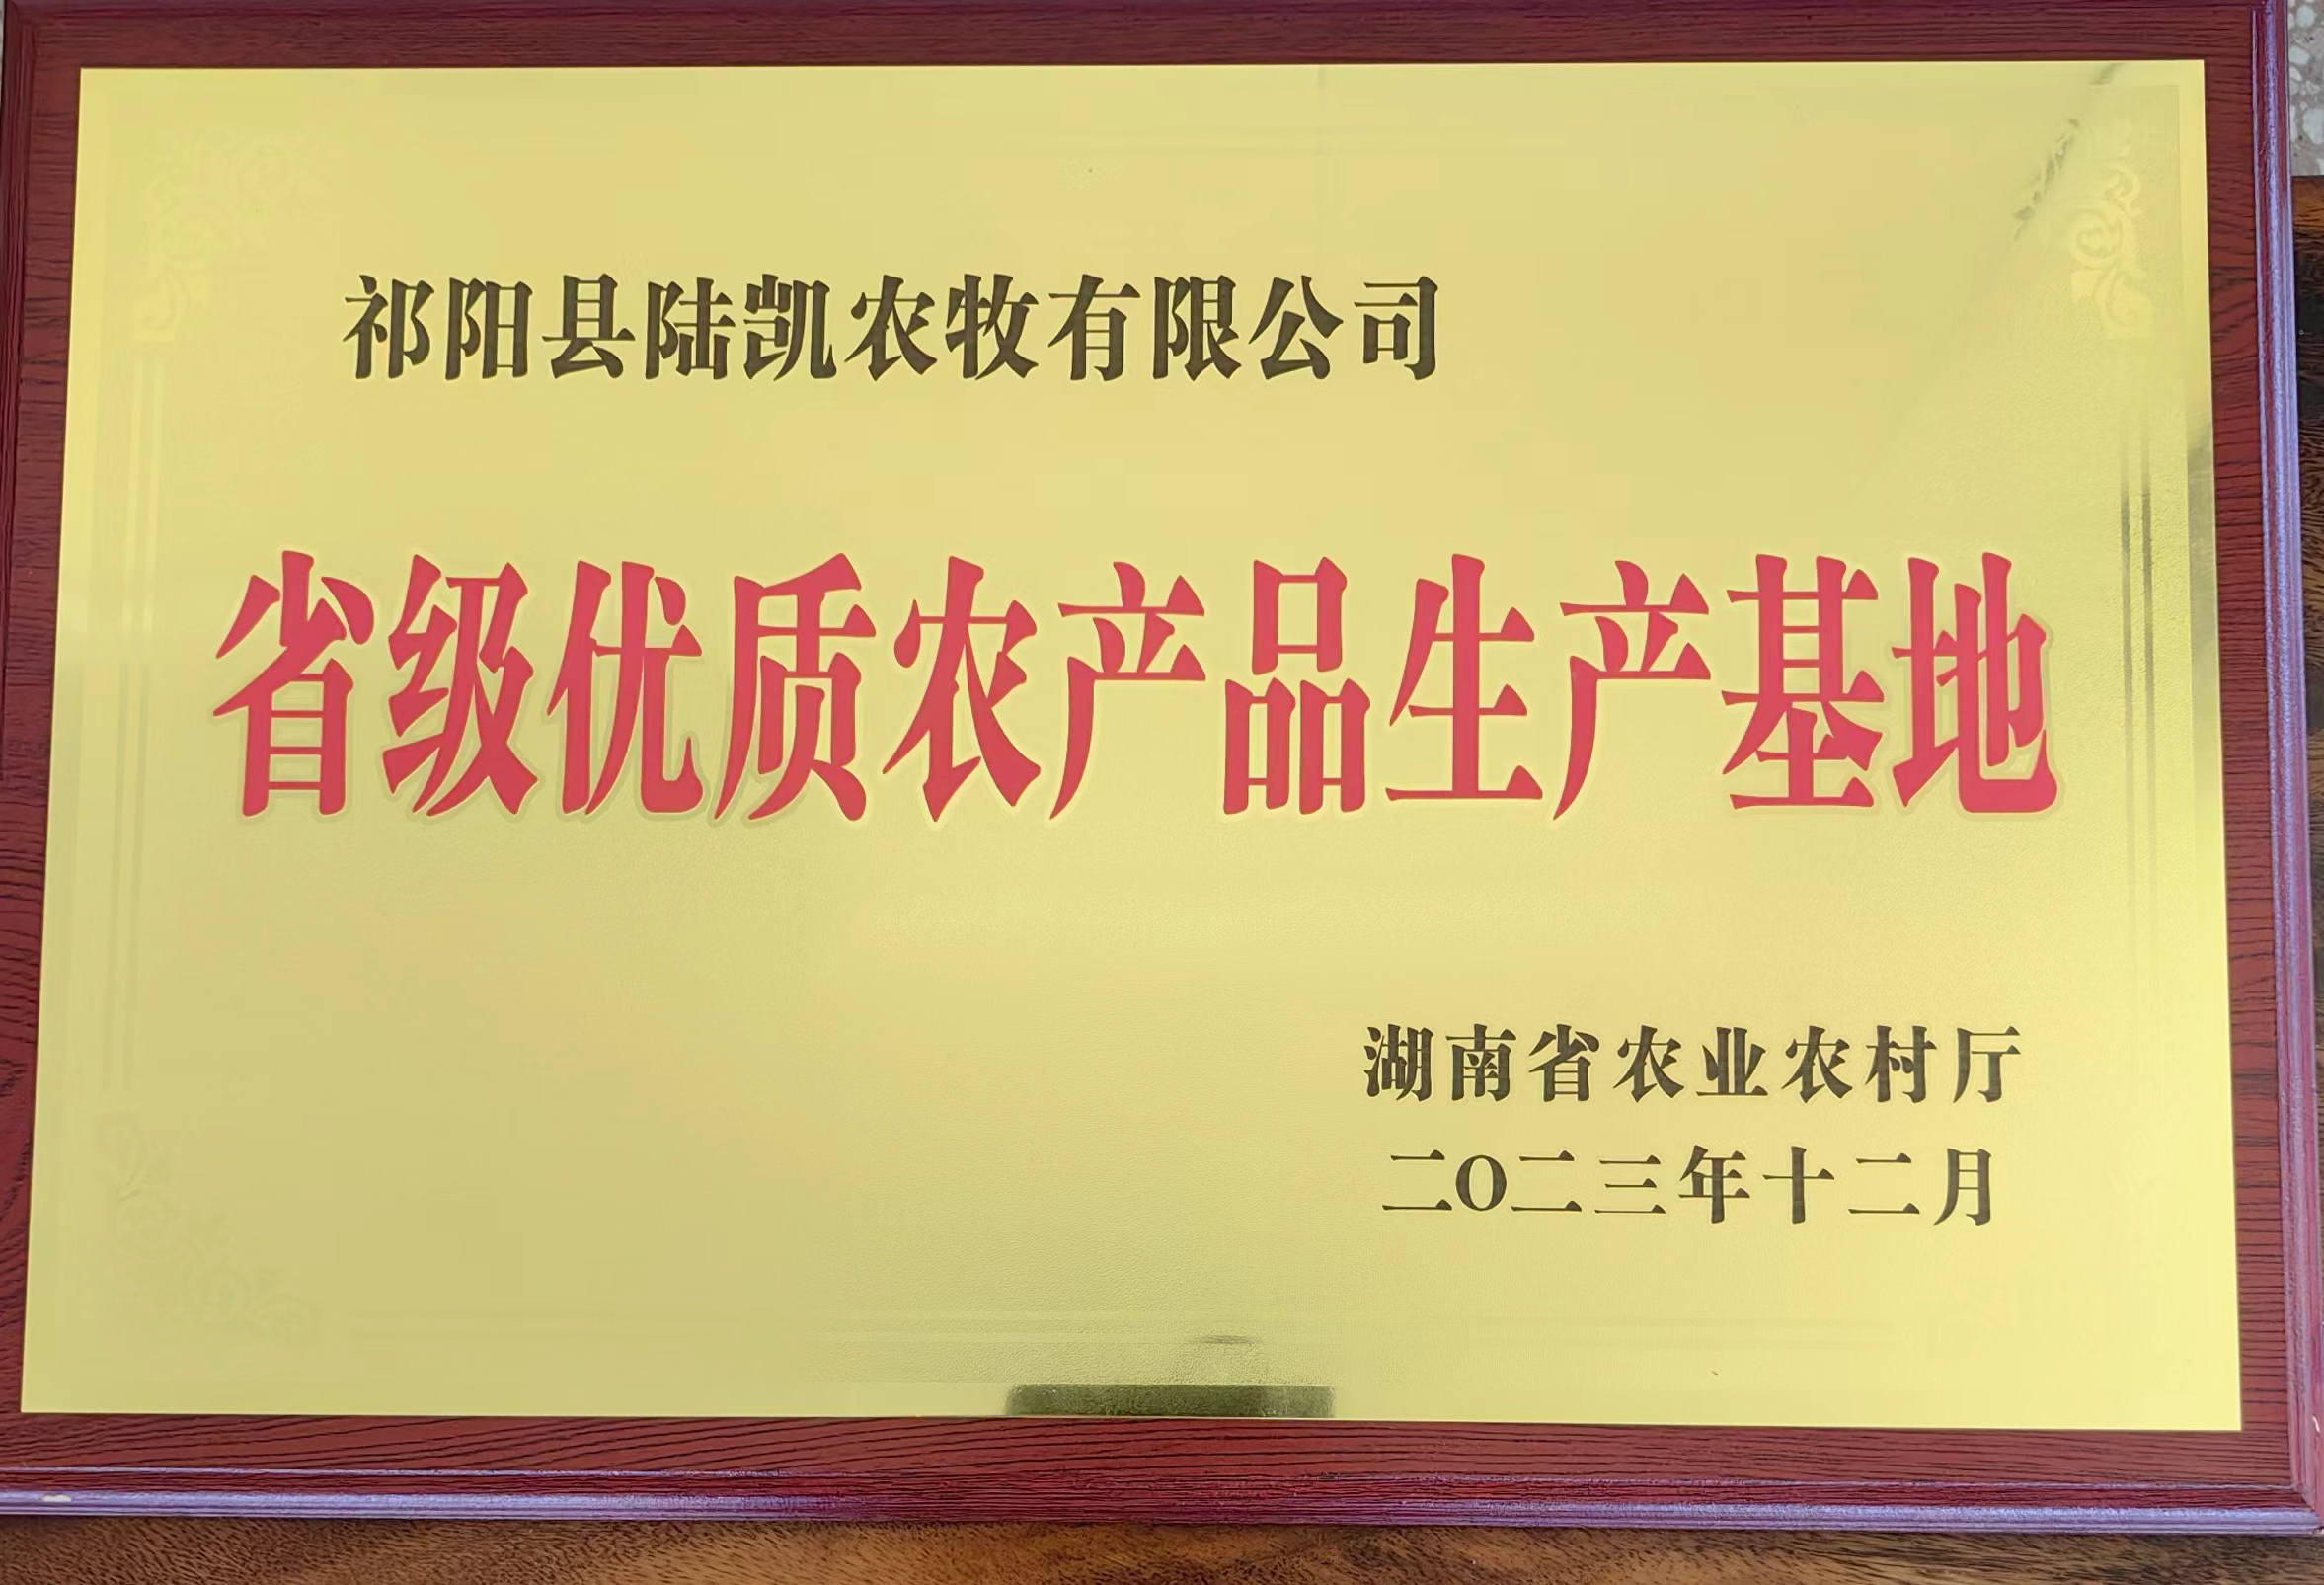 祁阳县陆凯农牧有限公司
省级优质农产品生产基地
湖南省农业农村厅
二〇二三年十二月